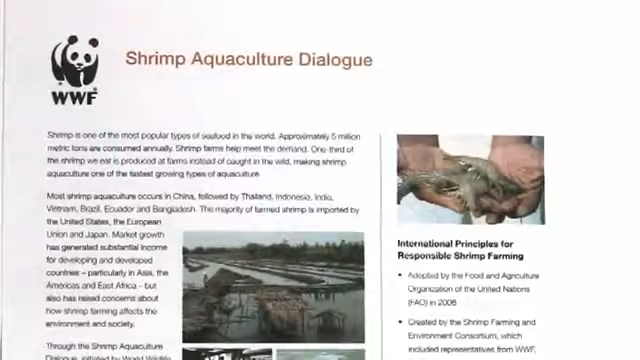 WWF
Shrimp Aquaculture Dialogue
Shrimp is one of the most popular types of seafood in the world. Approximately 5 million
metric tons are consumed annually. Shrimp farms help meet the demand. One-third of
the shrimp we eat is produced at farms instead of caught in the wild, making shrimp
aquaculture one of the fastest growing types of aquaculture.
Most shrimp aquaculture occurs in China, followed by Thailand, Indonesia, India,
Vietnam, Brazil, Ecuador and Bangladesh. The majority of farmed shrimp is imported by
the United States, the European
Union and Japan. Market growth
has generated substantial income
for developing and developed
countries – particularly in Asia, the
Americas and East Africa - but
also has raised concerns about
how shrimp farming affects the
environment and society.
Through the Shrimp Aquaculture
Dialogue, initiated by World Wildlife
International Principles for
Responsible Shrimp Farming
• Adopted by the Food and Agriculture
Organization of the United Nations
(FAO) in 2006
• Created by the Shrimp Farming and
Environment Consortium, which
included representatives from WWF,